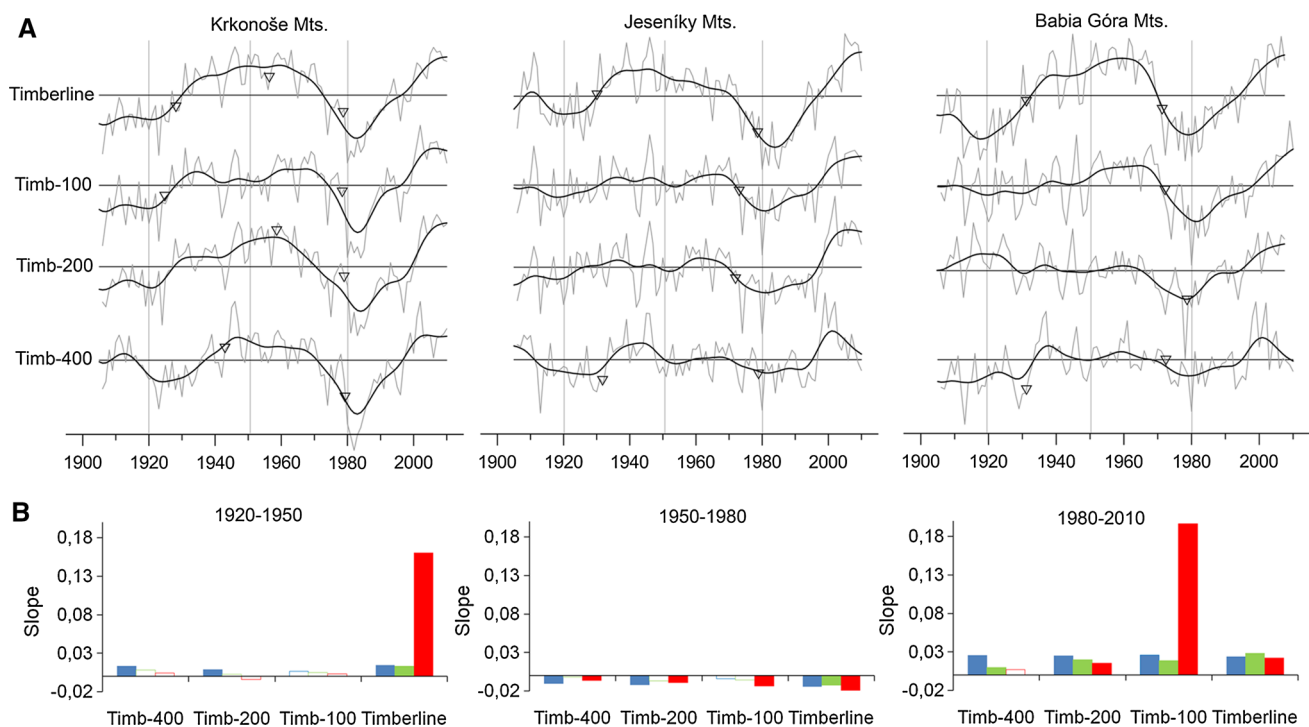 A
Krkonoše Mts.
Jeseníky Mts.
Babia Góra Mts.
Timberline
Timb-100
Timb-200
Timb-400
1900 1920 1940 1960 1980 2000
1900 1920 1940 1960 1980 2000
1900 1920 1940 1960 1980 2000
B
1920-1950
Slope
0,18
0,13
0,08
0,03
-0,02
Timb-400 Timb-200 Timb-100 Timberline
1950-1980
Slope
0,18
0,13
0,08
0,03
-0,02
Timb-400 Timb-200 Timb-100 Timberline
1980-2010
Slope
0,18
0,13
0,08
0,03
-0,02
Timb-400 Timb-200 Timb-100 Timberline